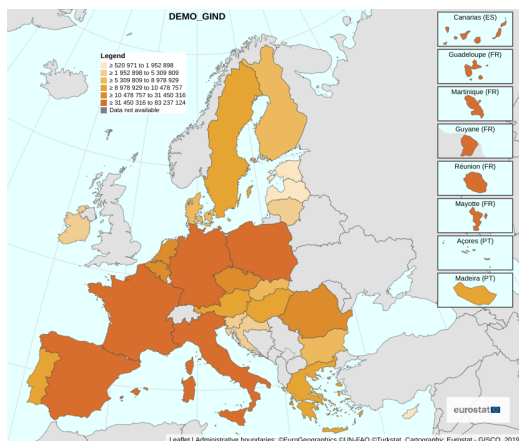 DEMO_GIND
Legend
≥ 520 971 to 1 952 898
≥ 1 952 898 to 5 309 809
≥ 5 309 809 to 8 978 929
≥ 8 978 929 to 10 478 757
≥ 10 478 757 to 31 450 316
≥ 31 450 316 to 83 237 124
Data not available
Canarias (ES)
Guadeloupe (FR)
Martinique (FR)
Guyane (FR)
Réunion (FR)
Mayotte (FR)
Açores (PT)
Madeira (PT)
eurostat
Leaflet | Administrative boundaries: ©EuroGeographics ©UN-FAO ©Turkstat, Cartography: Eurostat - GISCO, 2019